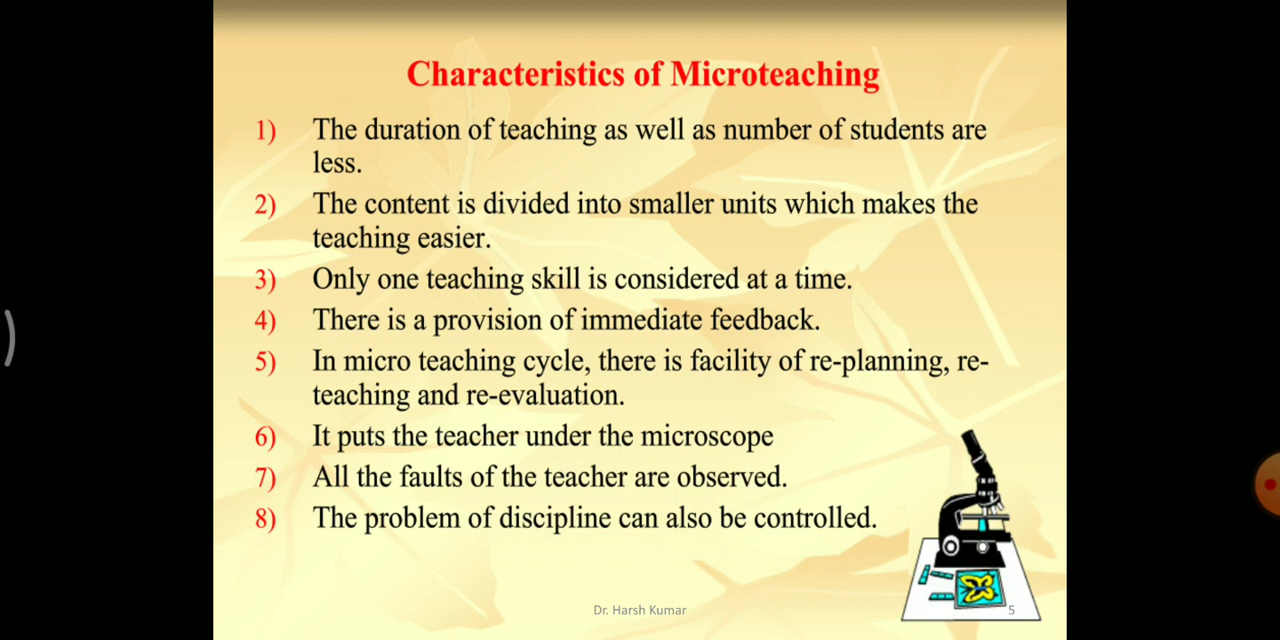 Characteristics of Microteaching
1) The duration of teaching as well as number of students are
less.
2) The content is divided into smaller units which makes the
teaching easier.
3) Only one teaching skill is considered at a time.
4) There is a provision of immediate feedback.
5) In micro teaching cycle, there is facility of re-planning, re-
teaching and re-evaluation.
6) It puts the teacher under the microscope
7) All the faults of the teacher are observed.
8) The problem of discipline can also be controlled.
Dr. Harsh Kumar
5